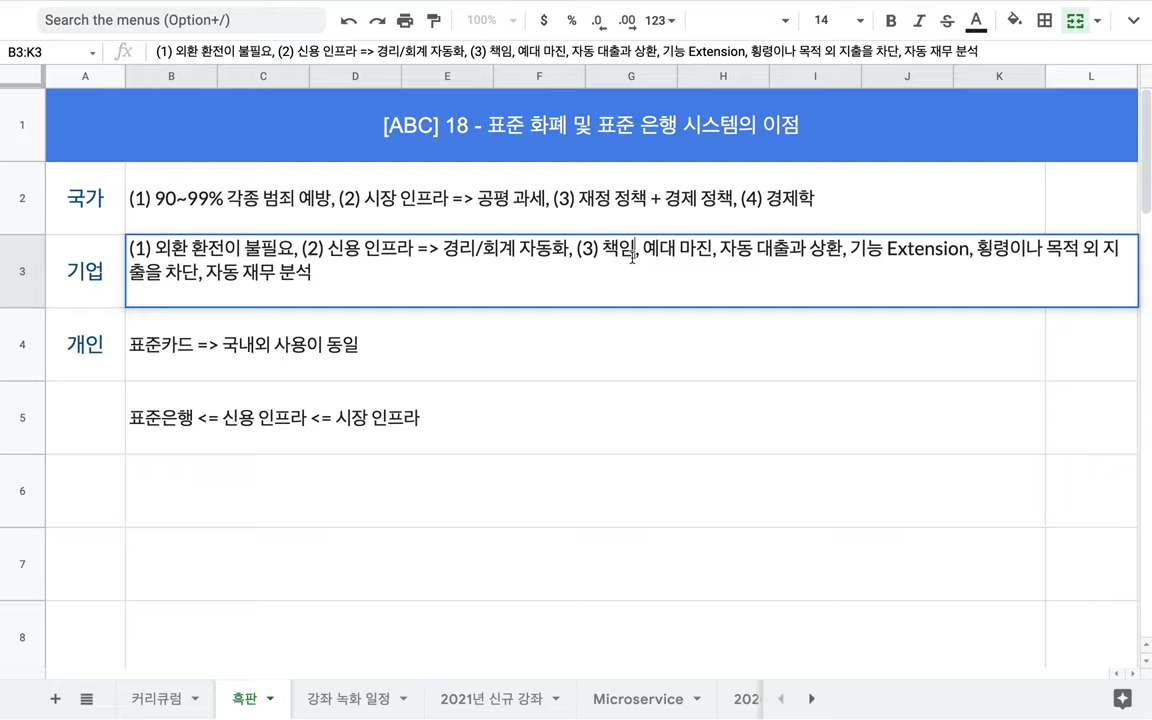 Search the menus (Option+/)
100%
$ % .0 .00 123
14
B I S A
B3:K3
fx
(1) 외환 환전이 불필요, (2) 신용 인프라 => 경리/회계 자동화, (3) 책임, 예대 마진, 자동 대출과 상환, 기능 Extension, 횡령이나 목적 외 지출을 차단, 자동 재무 분석
A B C D E F G H I J K L
1
[ABC] 18 - 표준 화폐 및 표준 은행 시스템의 이점
2
국가
(1) 90~99% 각종 범죄 예방, (2) 시장 인프라 => 공평 과세, (3) 재정 정책 + 경제 정책, (4) 경제학
3
기업
(1) 외환 환전이 불필요, (2) 신용 인프라 => 경리/회계 자동화, (3) 책임, 예대 마진, 자동 대출과 상환, 기능 Extension, 횡령이나 목적 외 지
출을 차단, 자동 재무 분석
4
개인
표준카드 => 국내외 사용이 동일
5
표준은행 <= 신용 인프라 <= 시장 인프라
6
7
8
커리큐럼
흑판
강좌 녹화 일정
2021년 신규 강좌
Microservice
202